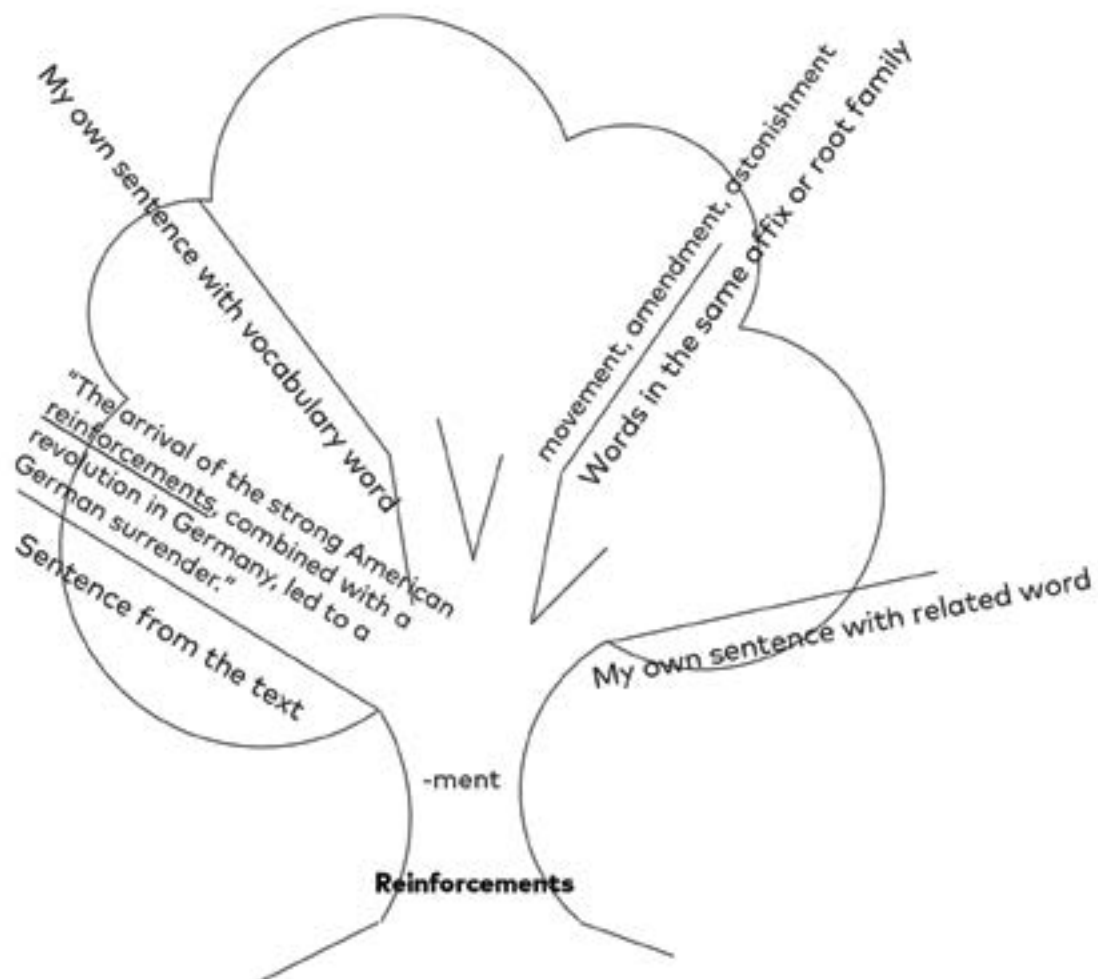 My own sentence with vocabulary word
movement, amendment, astonishment
Words in the same affix or root family
"The arrival of the strong American
reinforcements, combined with a
revolution in Germany, led to a
German surrender."
Sentence from the text
My own sentence with related word
-ment
Reinforcements